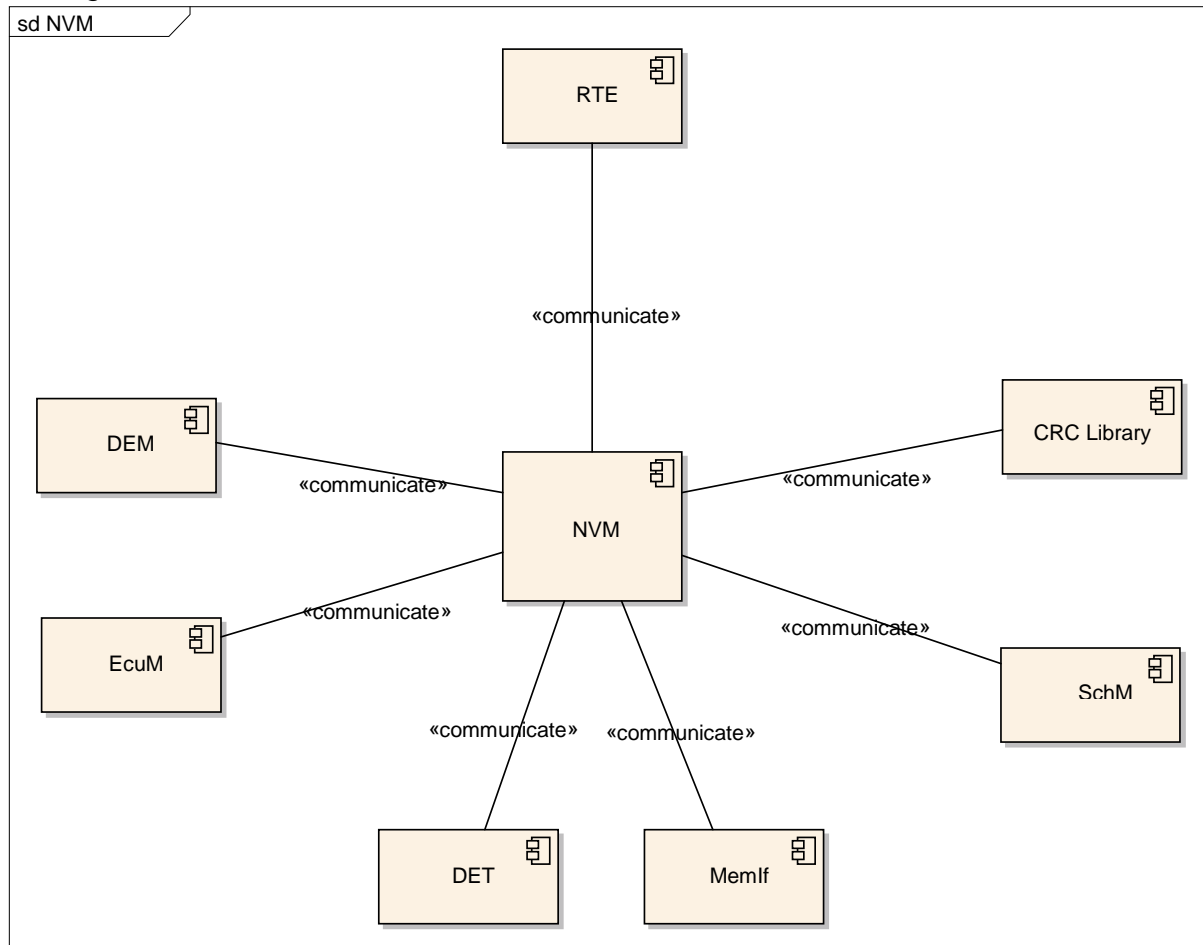 sd NVM
RTE
«communicate»
DEM
CRC Library
«communicate»
«communicate»
NVM
EcuM
«communicate»
«communicate»
SchM
«communicate»
«communicate»
DET
MemIf